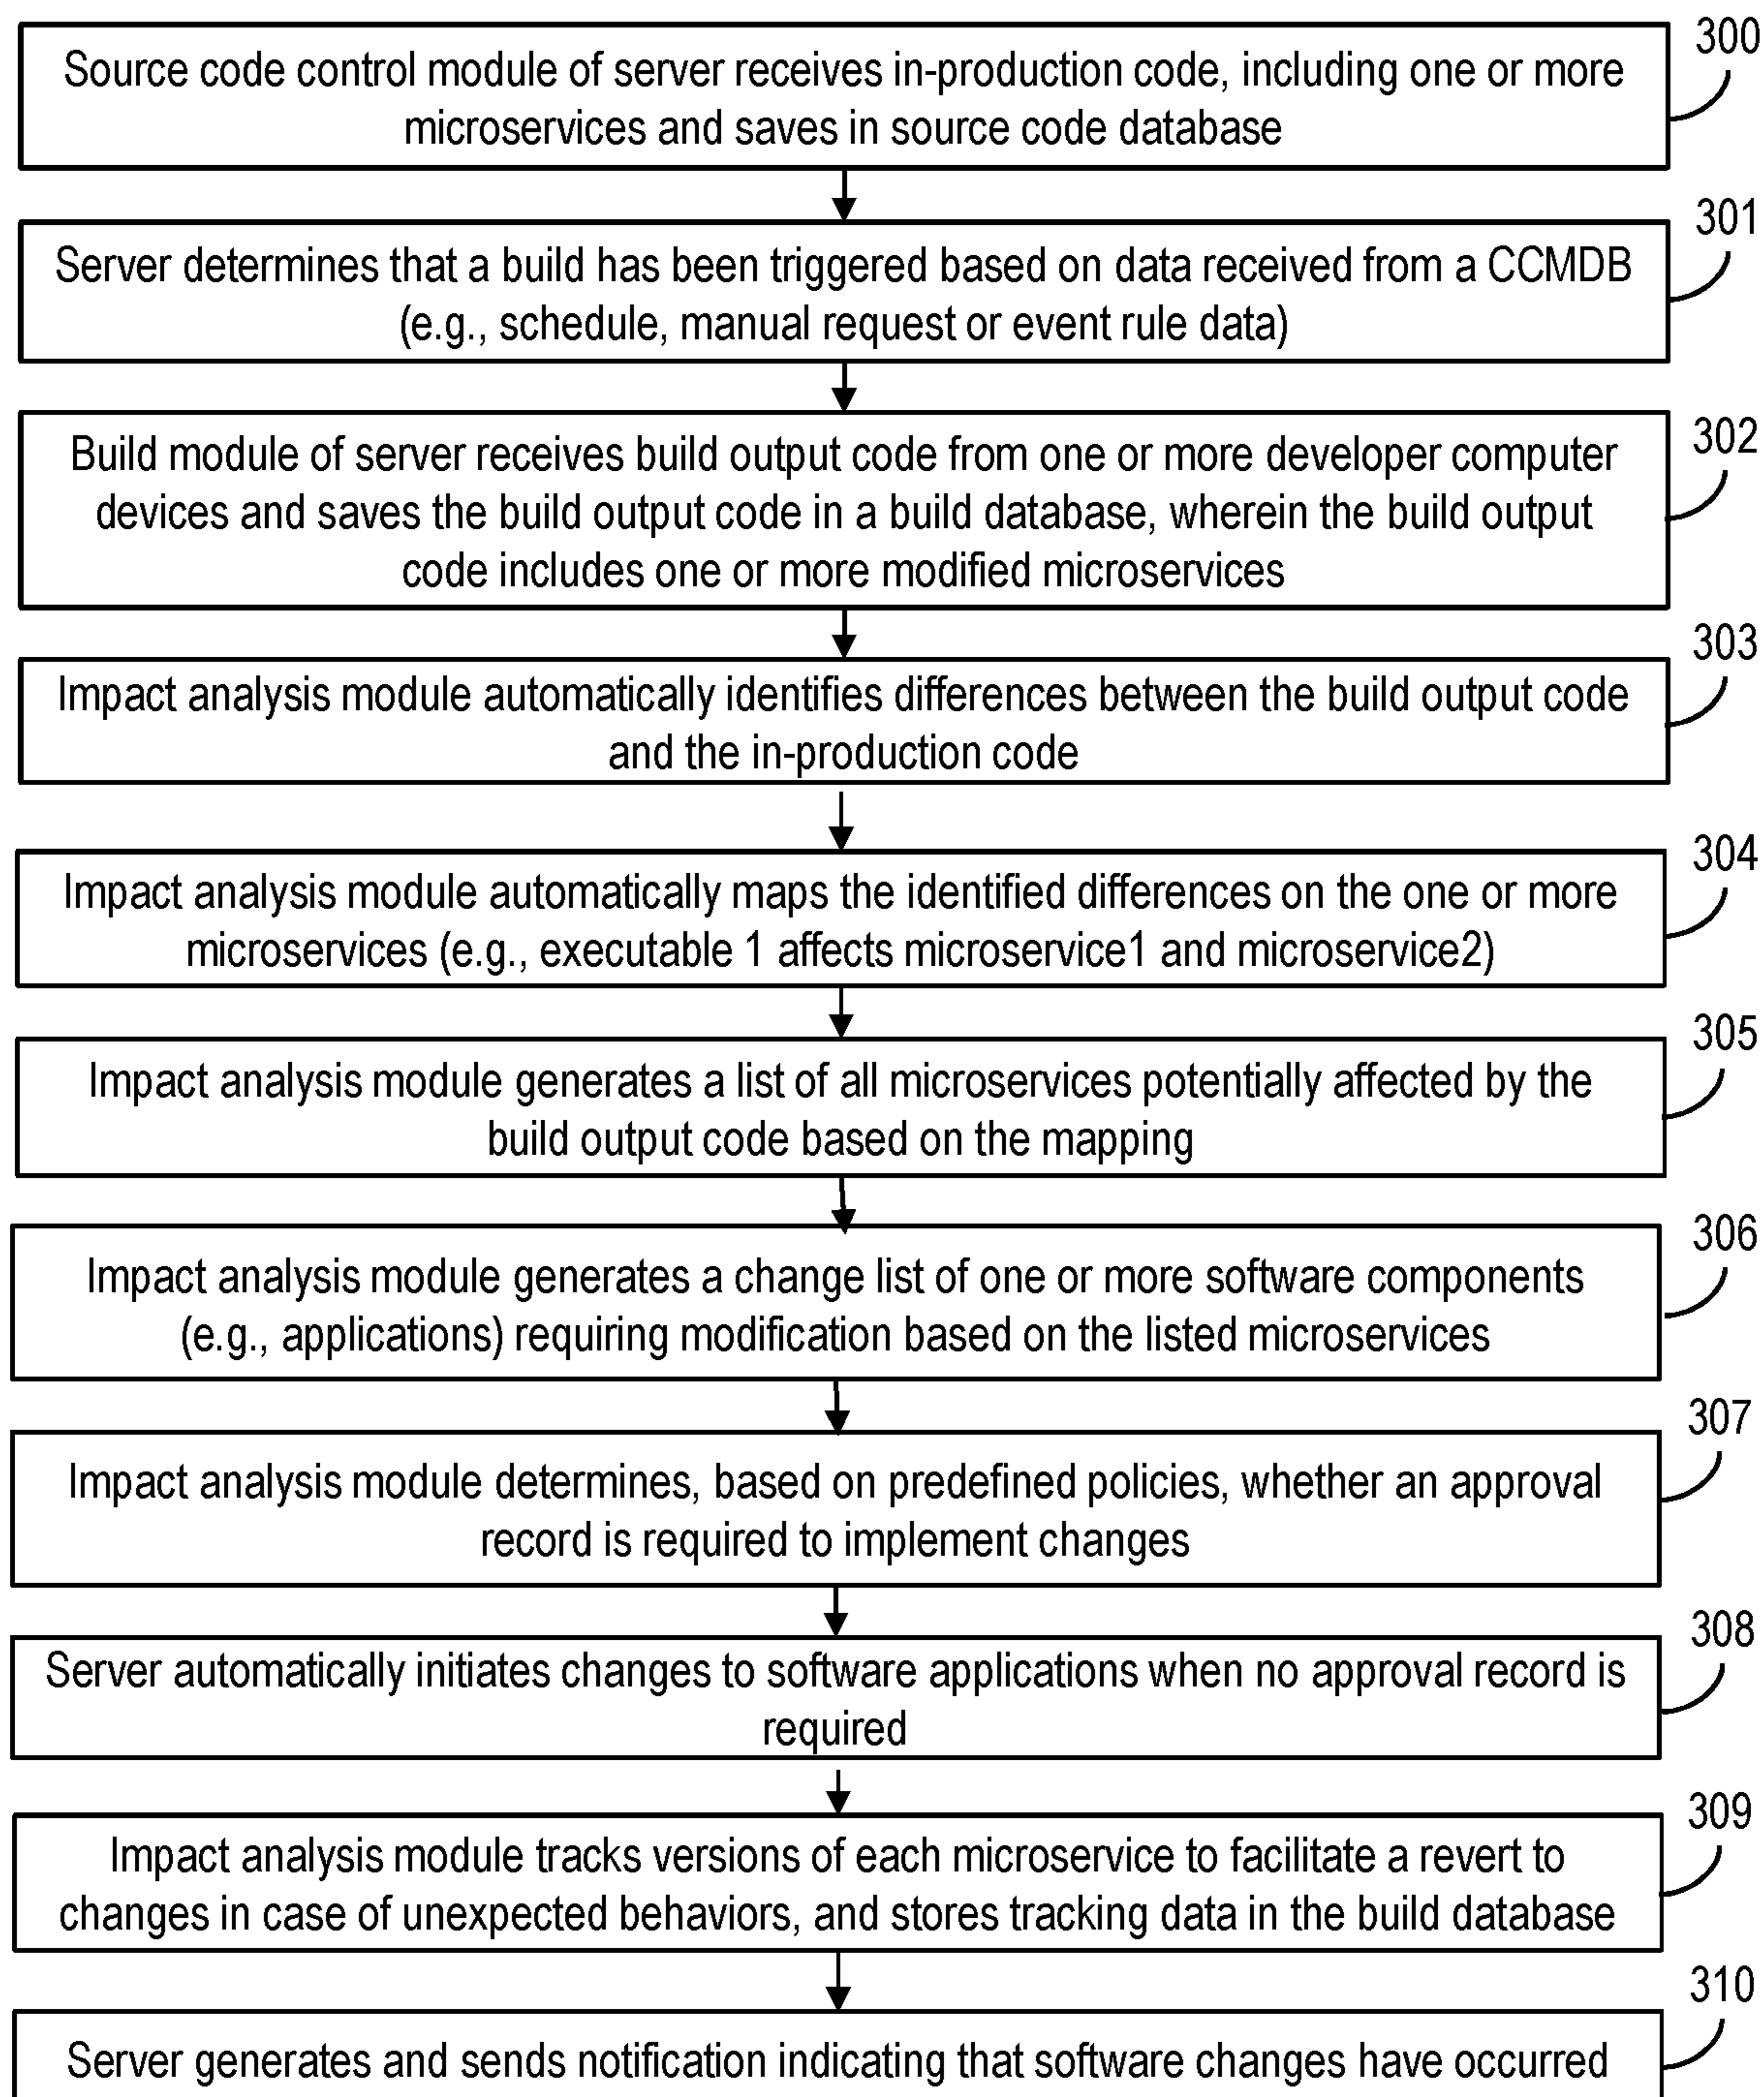 300
Source code control module of server receives in-production code, including one or more
microservices and saves in source code database
301
Server determines that a build has been triggered based on data received from a CCMDB
(e.g., schedule, manual request or event rule data)
302
Build module of server receives build output code from one or more developer computer
devices and saves the build output code in a build database, wherein the build output
code includes one or more modified microservices
303
Impact analysis module automatically identifies differences between the build output code
and the in-production code
304
Impact analysis module automatically maps the identified differences on the one or more
microservices (e.g., executable 1 affects microservice1 and microservice2)
305
Impact analysis module generates a list of all microservices potentially affected by the
build output code based on the mapping
306
Impact analysis module generates a change list of one or more software components
(e.g., applications) requiring modification based on the listed microservices
307
Impact analysis module determines, based on predefined policies, whether an approval
record is required to implement changes
308
Server automatically initiates changes to software applications when no approval record is
required
309
Impact analysis module tracks versions of each microservice to facilitate a revert to
changes in case of unexpected behaviors, and stores tracking data in the build database
310
Server generates and sends notification indicating that software changes have occurred